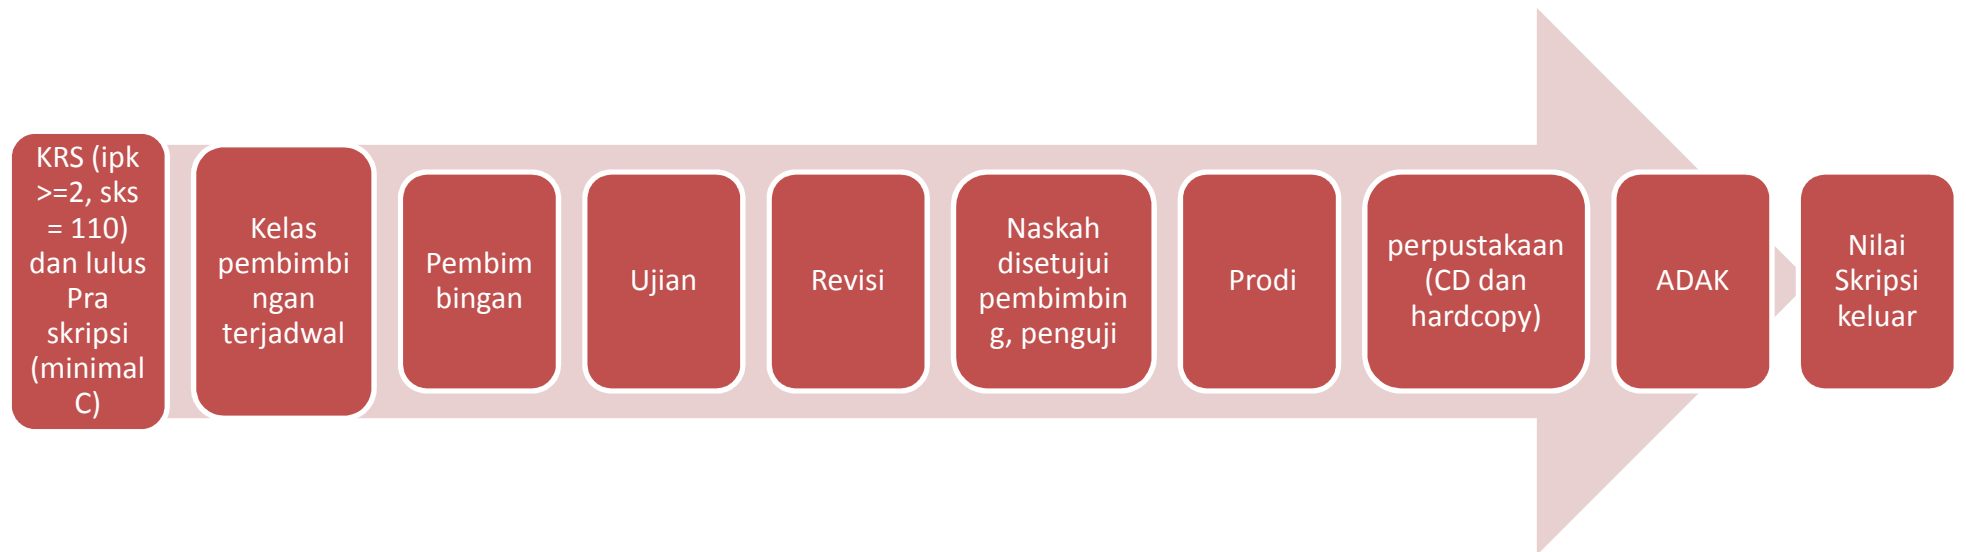 KRS (ipk
>=2, sks
= 110)
dan lulus
Pra
skripsi
(minimal
C)
Kelas
pembimbi
ngan
terjadwal
Pembim
bingan
Ujian
Revisi
Naskah
disetujui
pembimbin
g, penguji
Prodi
perpustakaan
(CD dan
hardcopy)
ADAK
Nilai
Skripsi
keluar